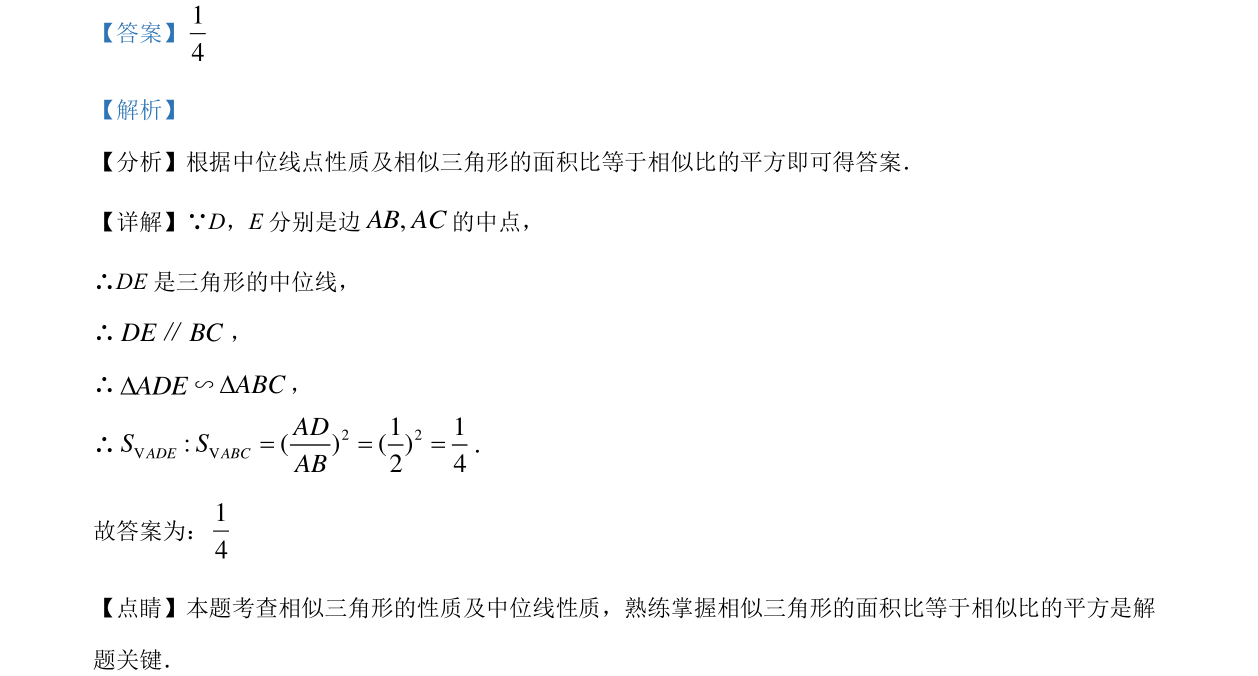 【答案】1/4
【解析】
【分析】根据中位线点性质及相似三角形的面积比等于相似比的平方即可得答案.
【详解】∵D，E 分别是边 AB, AC 的中点，
∴DE 是三角形的中位线，
∴ DE // BC ，
∴ ΔADE ∽ ΔABC ，
∴ S_{V ADE} : S_{V ABC} = (AD/AB)² = (1/2)² = 1/4 .
故答案为：1/4
【点睛】本题考查相似三角形的性质及中位线性质，熟练掌握相似三角形的面积比等于相似比的平方是解
题关键.